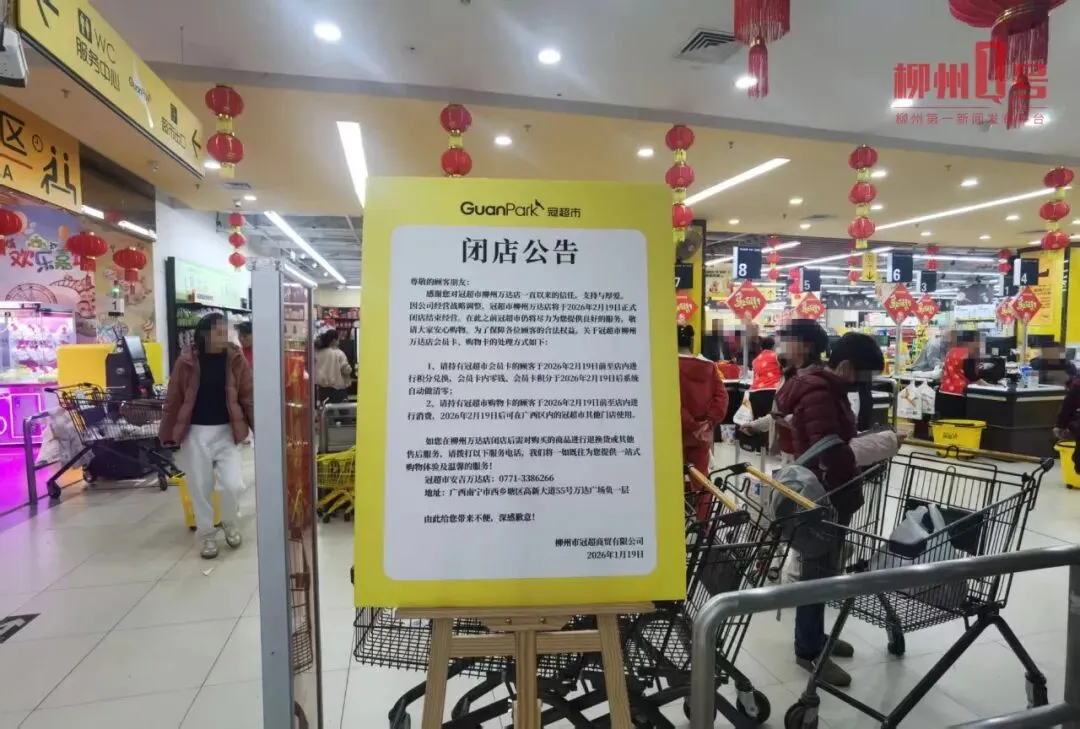 WC
服务中心
GuanPark
超市出口
区
A
柳州1号
柳州第一新闻发布平台
GuanPark 冠超市
闭店公告
尊敬的顾客朋友：
感谢您对冠超市柳州万达店一直以来的信任、支持与厚爱。
因公司经营战略调整，冠超市柳州万达店将于2026年2月19日正式
闭店结束经营，在此之前冠超市仍将尽力为您提供良好的服务，敬
请大家安心购物。为了保障各位顾客的合法权益，关于冠超市柳州
万达店会员卡、购物卡的处理方式如下：
1、请持有冠超市会员卡的顾客于2026年2月19日前至店内进
行积分兑换，会员卡内零钱、会员卡积分于2026年2月19日后系统
自动做清零；
2、请持有冠超市购物卡的顾客于2026年2月19日前至店内进
行消费，2026年2月19日后可在广西区内的冠超市其他门店使用。
如您在柳州万达店闭店后需对购买的商品进行退换货或其他
售后服务，请拨打以下服务电话，我们将一如既往为您提供一站式
购物体验及温馨的服务！
冠超市安吉万达店：0771-3386266
地址：广西南宁市西乡塘区高新大道55号万达广场负一层
由此给您带来不便，深感歉意！
柳州市冠超商贸有限公司
2026年1月19日
8
7
5
6
3
4
1